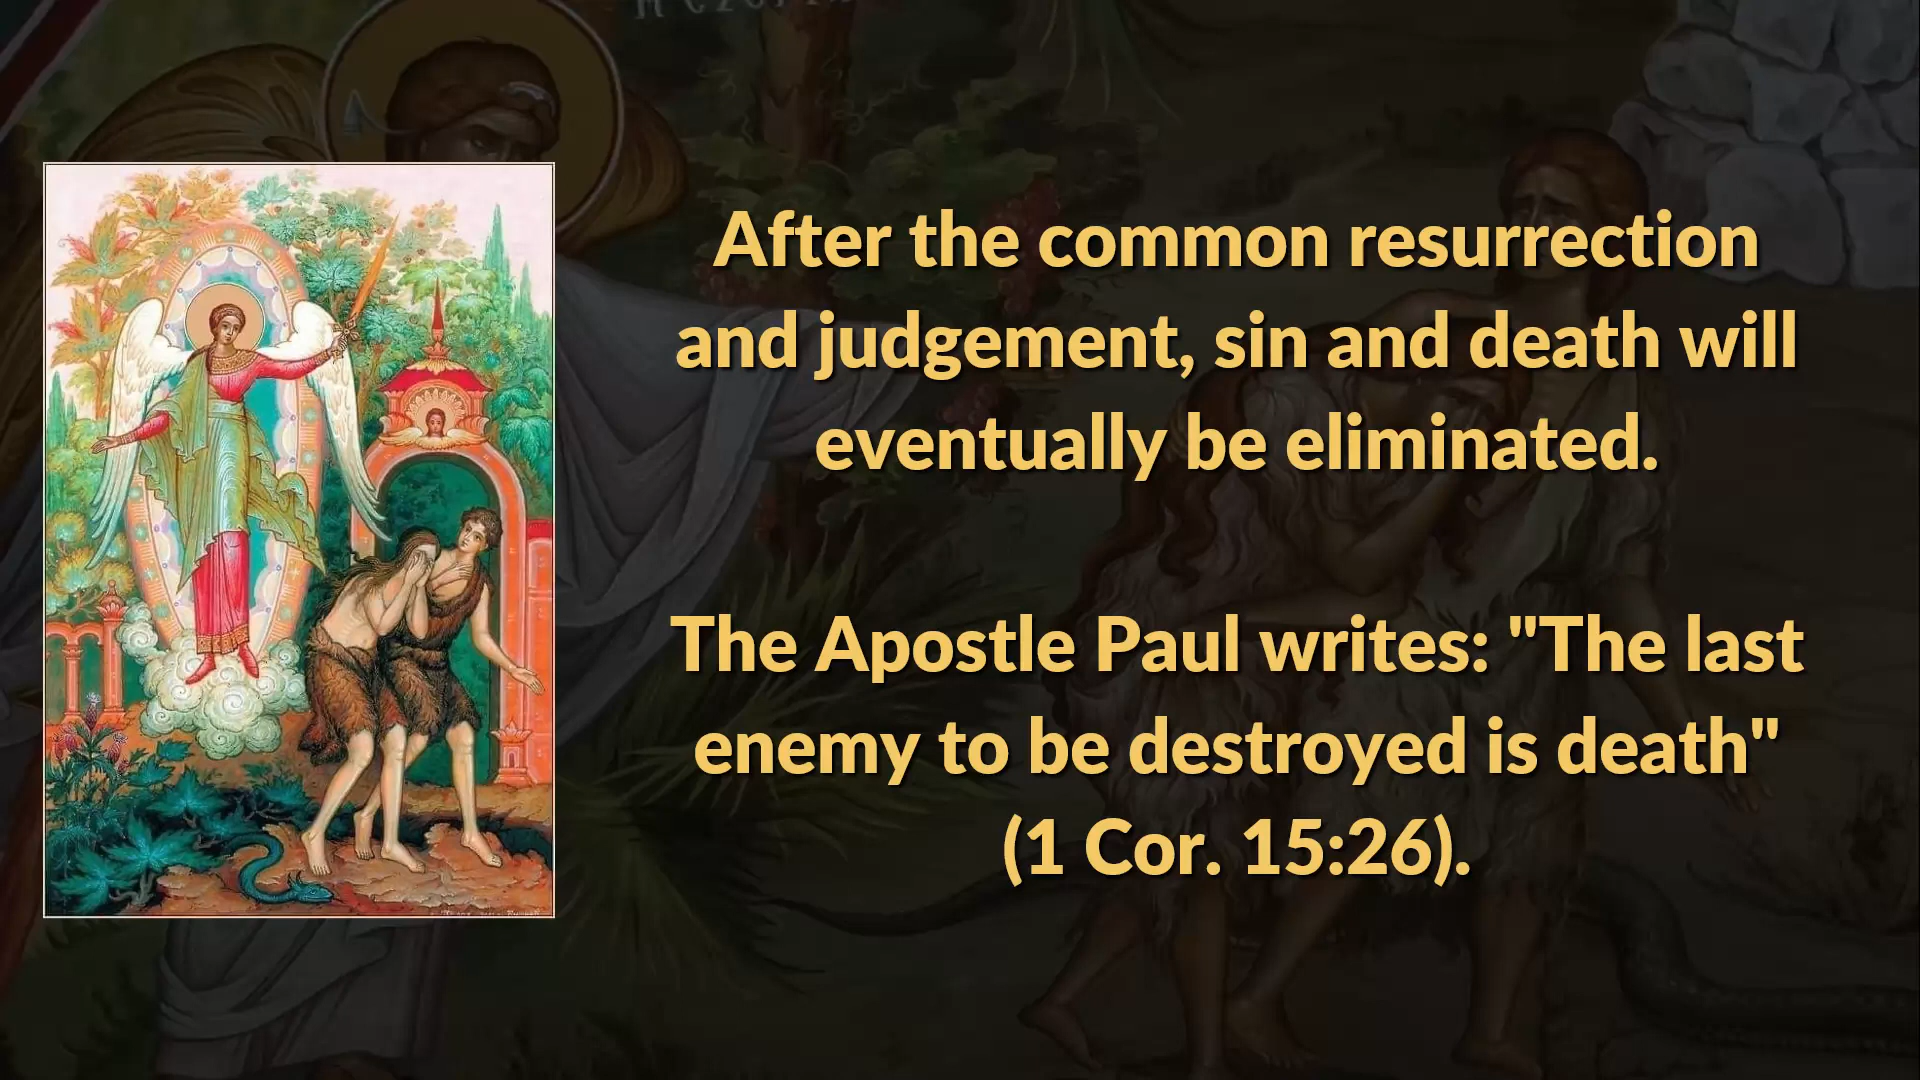 After the common resurrection
and judgement, sin and death will
eventually be eliminated.
The Apostle Paul writes: "The last
enemy to be destroyed is death"
(1 Cor. 15:26).